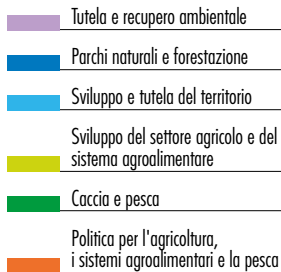 Tutela e recupero ambientale
Parchi naturali e forestazione
Sviluppo e tutela del territorio
Sviluppo del settore agricolo e del
sistema agroalimentare
Caccia e pesca
Politica per l'agricoltura,
i sistemi agroalimentari e la pesca